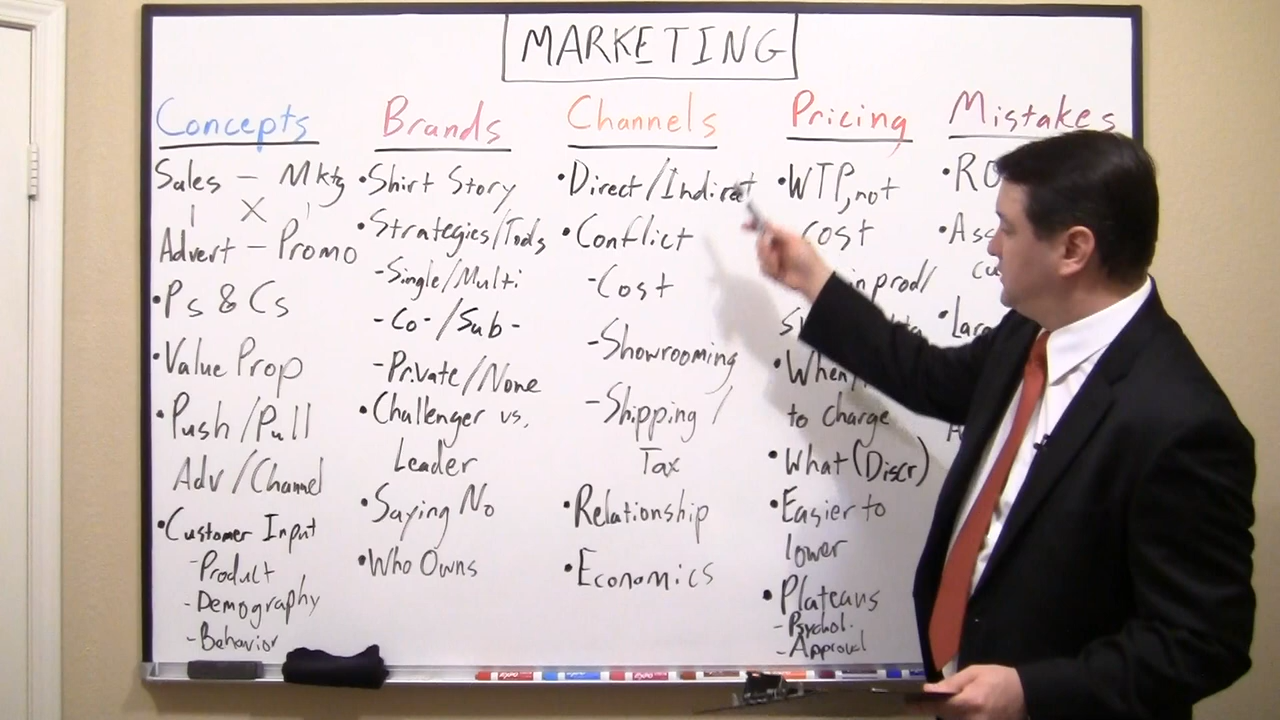 MARKETING
Concepts
Sales - Mktg
X
Advert - Promo
• Ps & Cs
• Value Prop
• Push/Pull
Adv/Channel
• Customer Input
- Product
- Demography
- Behavior
Brands
• Shirt Story
• Strategies/Tools
- Single/Multi
- Co-/Sub-
- Private/None
• Challenger vs.
Leader
• Saying No
• Who Owns
Channels
• Direct/Indirect
• Conflict
- Cost
- Showrooming
- Shipping/
Tax
• Relationship
• Economics
Pricing
• WTP, not
cost
in prod/
• When
to charge
• What (Discr)
• Easier to
lower
• Plateaus
- Psychol.
- Approval
Mistakes